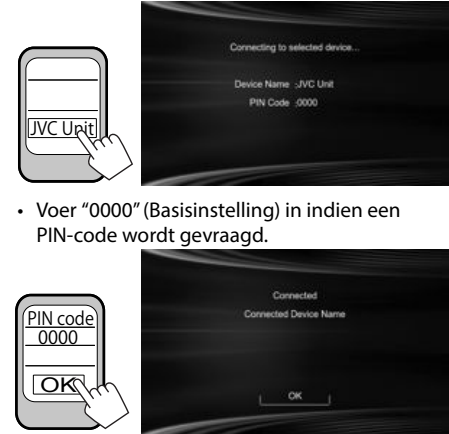 Connecting to selected device...
Device Name :JVC Unit
PIN Code :0000
JVC Unit
• Voer "0000" (Basisinstelling) in indien een
PIN-code wordt gevraagd.
Connected
Connected Device Name
PIN code
0000
OK
OK